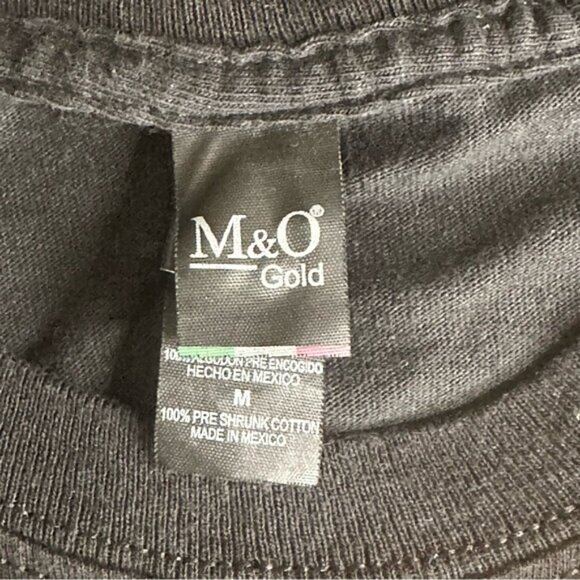 M&O®
Gold
100% ALGODON PRE ENCOGIDO
HECHO EN MEXICO
M
100% PRE SHRUNK COTTON
MADE IN MEXICO